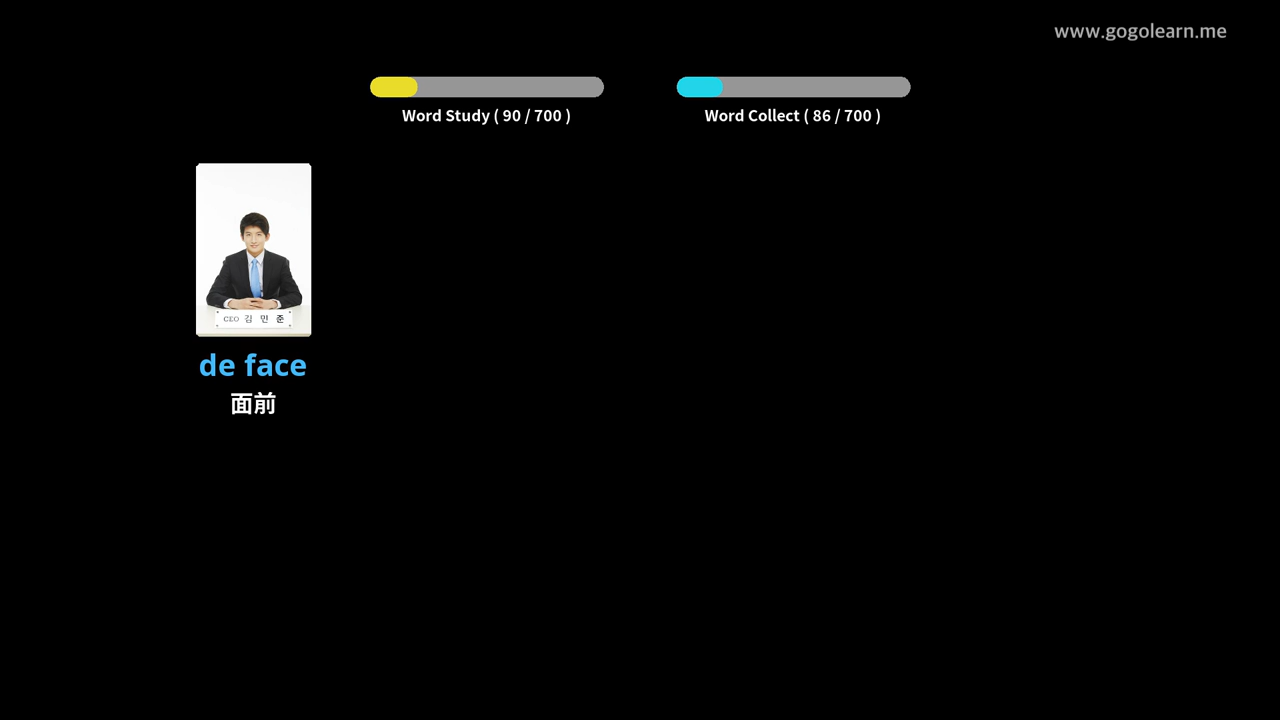 www.gogolearn.me
Word Study ( 90 / 700 )
Word Collect ( 86 / 700 )
CEO 김 민 준
de face
面前